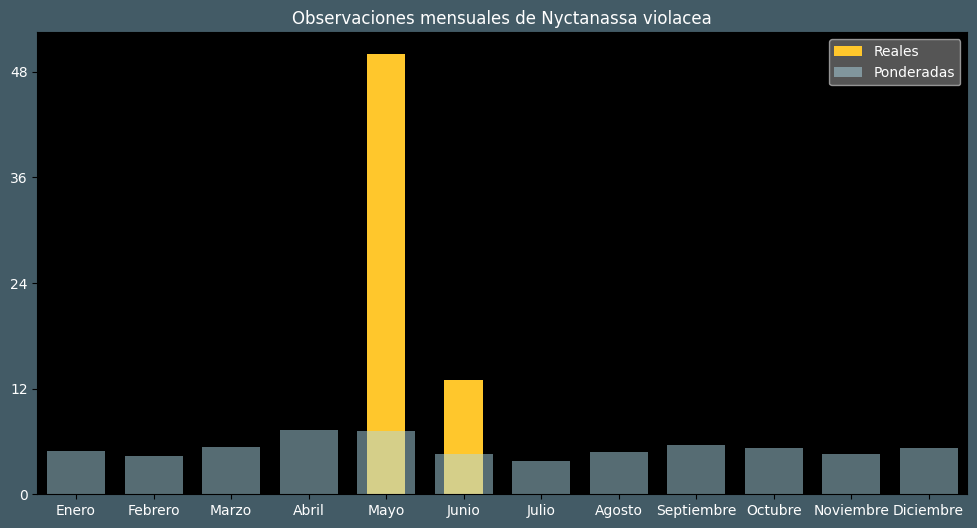 Observaciones mensuales de Nyctanassa violacea
Reales
Ponderadas
48
36
24
12
0
Enero Febrero Marzo Abril Mayo Junio Julio Agosto Septiembre Octubre Noviembre Diciembre